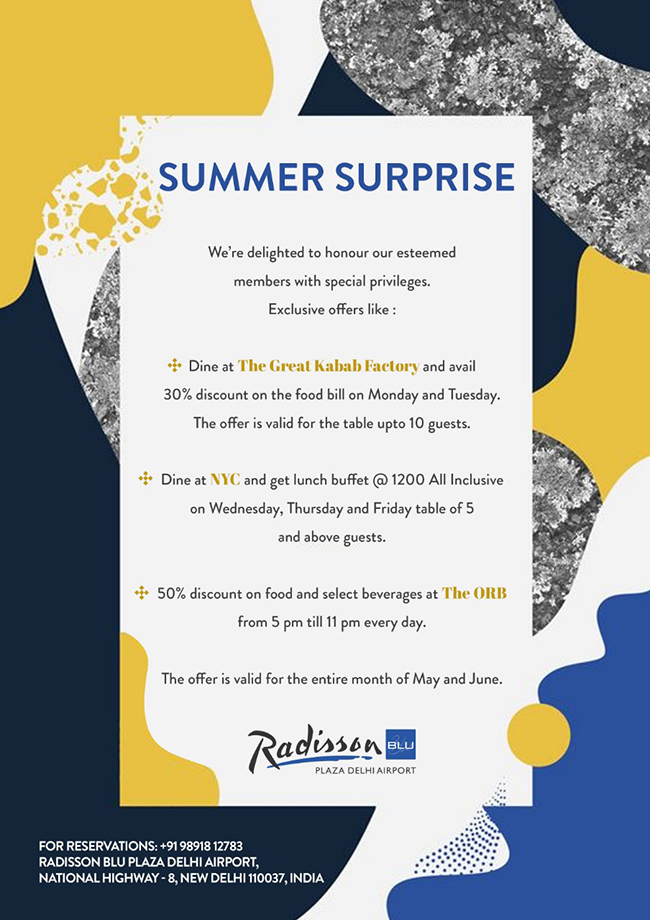 SUMMER SURPRISE
We're delighted to honour our esteemed
members with special privileges.
Exclusive offers like :
Dine at The Great Kabab Factory and avail
30% discount on the food bill on Monday and Tuesday.
The offer is valid for the table upto 10 guests.
Dine at NYC and get lunch buffet @ 1200 All Inclusive
on Wednesday, Thursday and Friday table of 5
and above guests.
50% discount on food and select beverages at The ORB
from 5 pm till 11 pm every day.
The offer is valid for the entire month of May and June.
Radisson BLU
PLAZA DELHI AIRPORT
FOR RESERVATIONS: +91 98918 12783
RADISSON BLU PLAZA DELHI AIRPORT,
NATIONAL HIGHWAY - 8, NEW DELHI 110037, INDIA